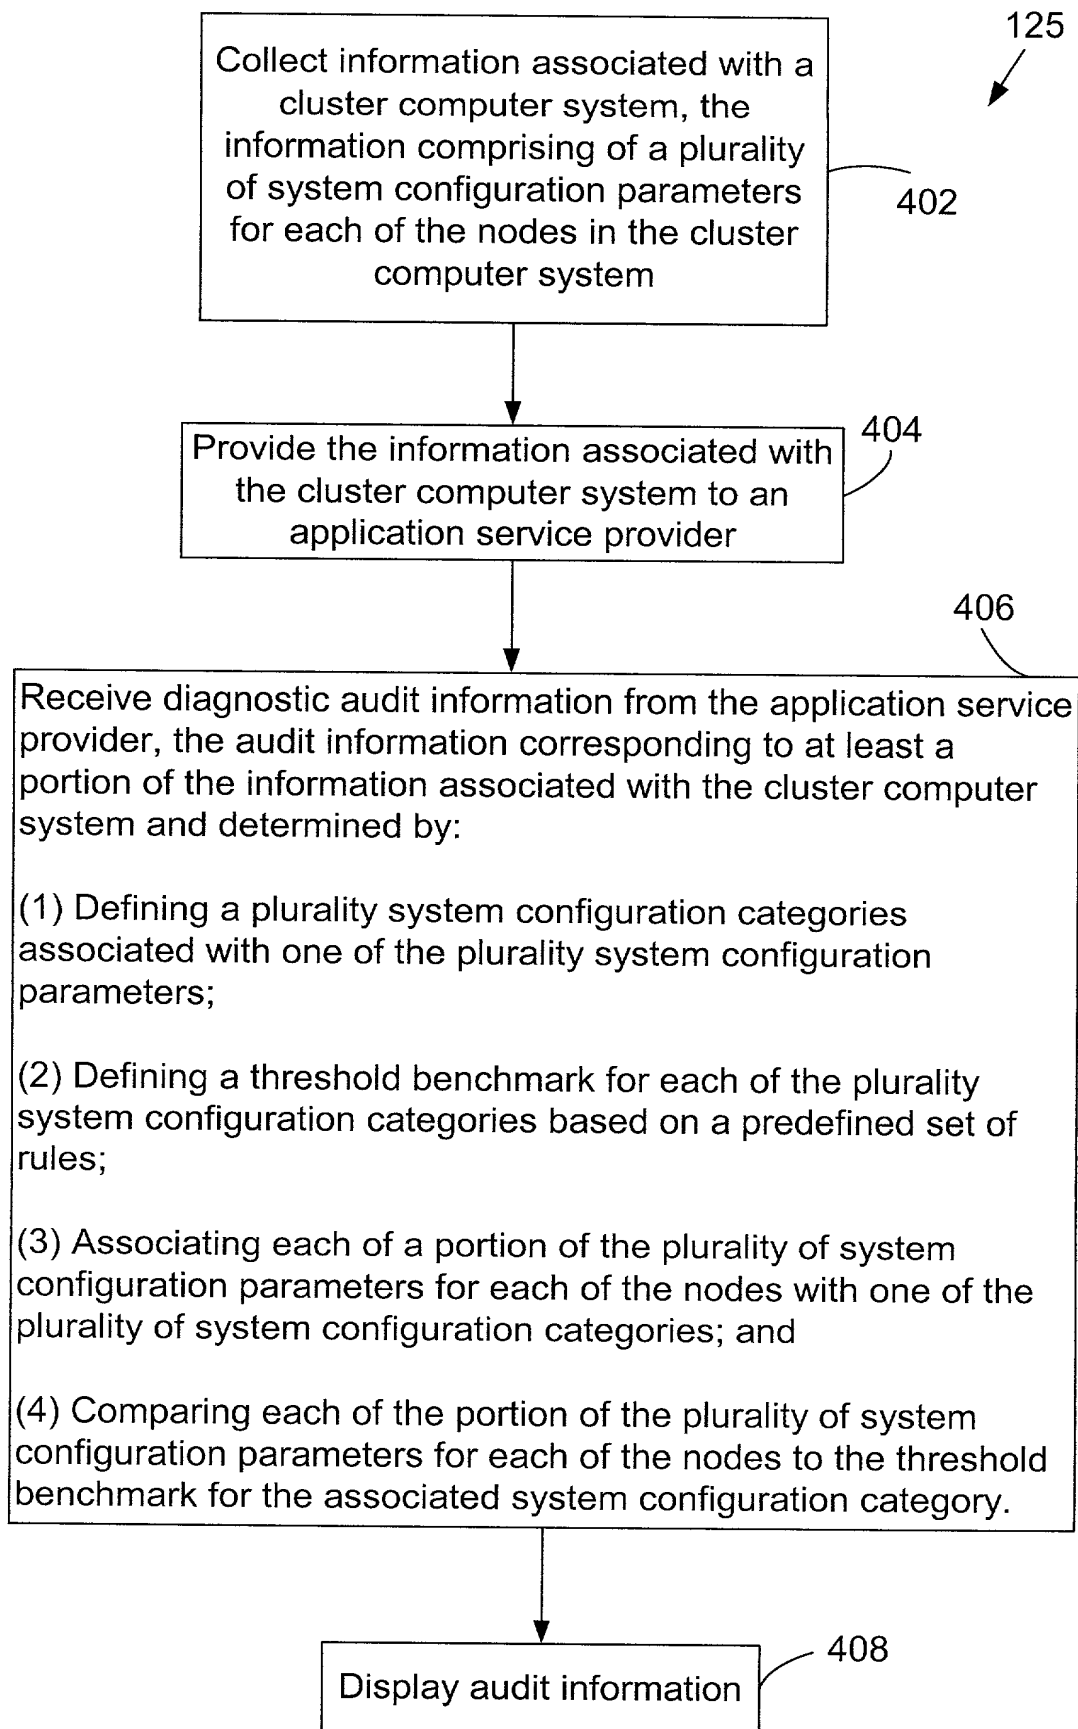 125
Collect information associated with a
cluster computer system, the
information comprising of a plurality
of system configuration parameters
for each of the nodes in the cluster
computer system
402
404
Provide the information associated with
the cluster computer system to an
application service provider
406
Receive diagnostic audit information from the application service
provider, the audit information corresponding to at least a
portion of the information associated with the cluster computer
system and determined by:
(1) Defining a plurality system configuration categories
associated with one of the plurality system configuration
parameters;
(2) Defining a threshold benchmark for each of the plurality
system configuration categories based on a predefined set of
rules;
(3) Associating each of a portion of the plurality of system
configuration parameters for each of the nodes with one of the
plurality of system configuration categories; and
(4) Comparing each of the portion of the plurality of system
configuration parameters for each of the nodes to the threshold
benchmark for the associated system configuration category.
408
Display audit information